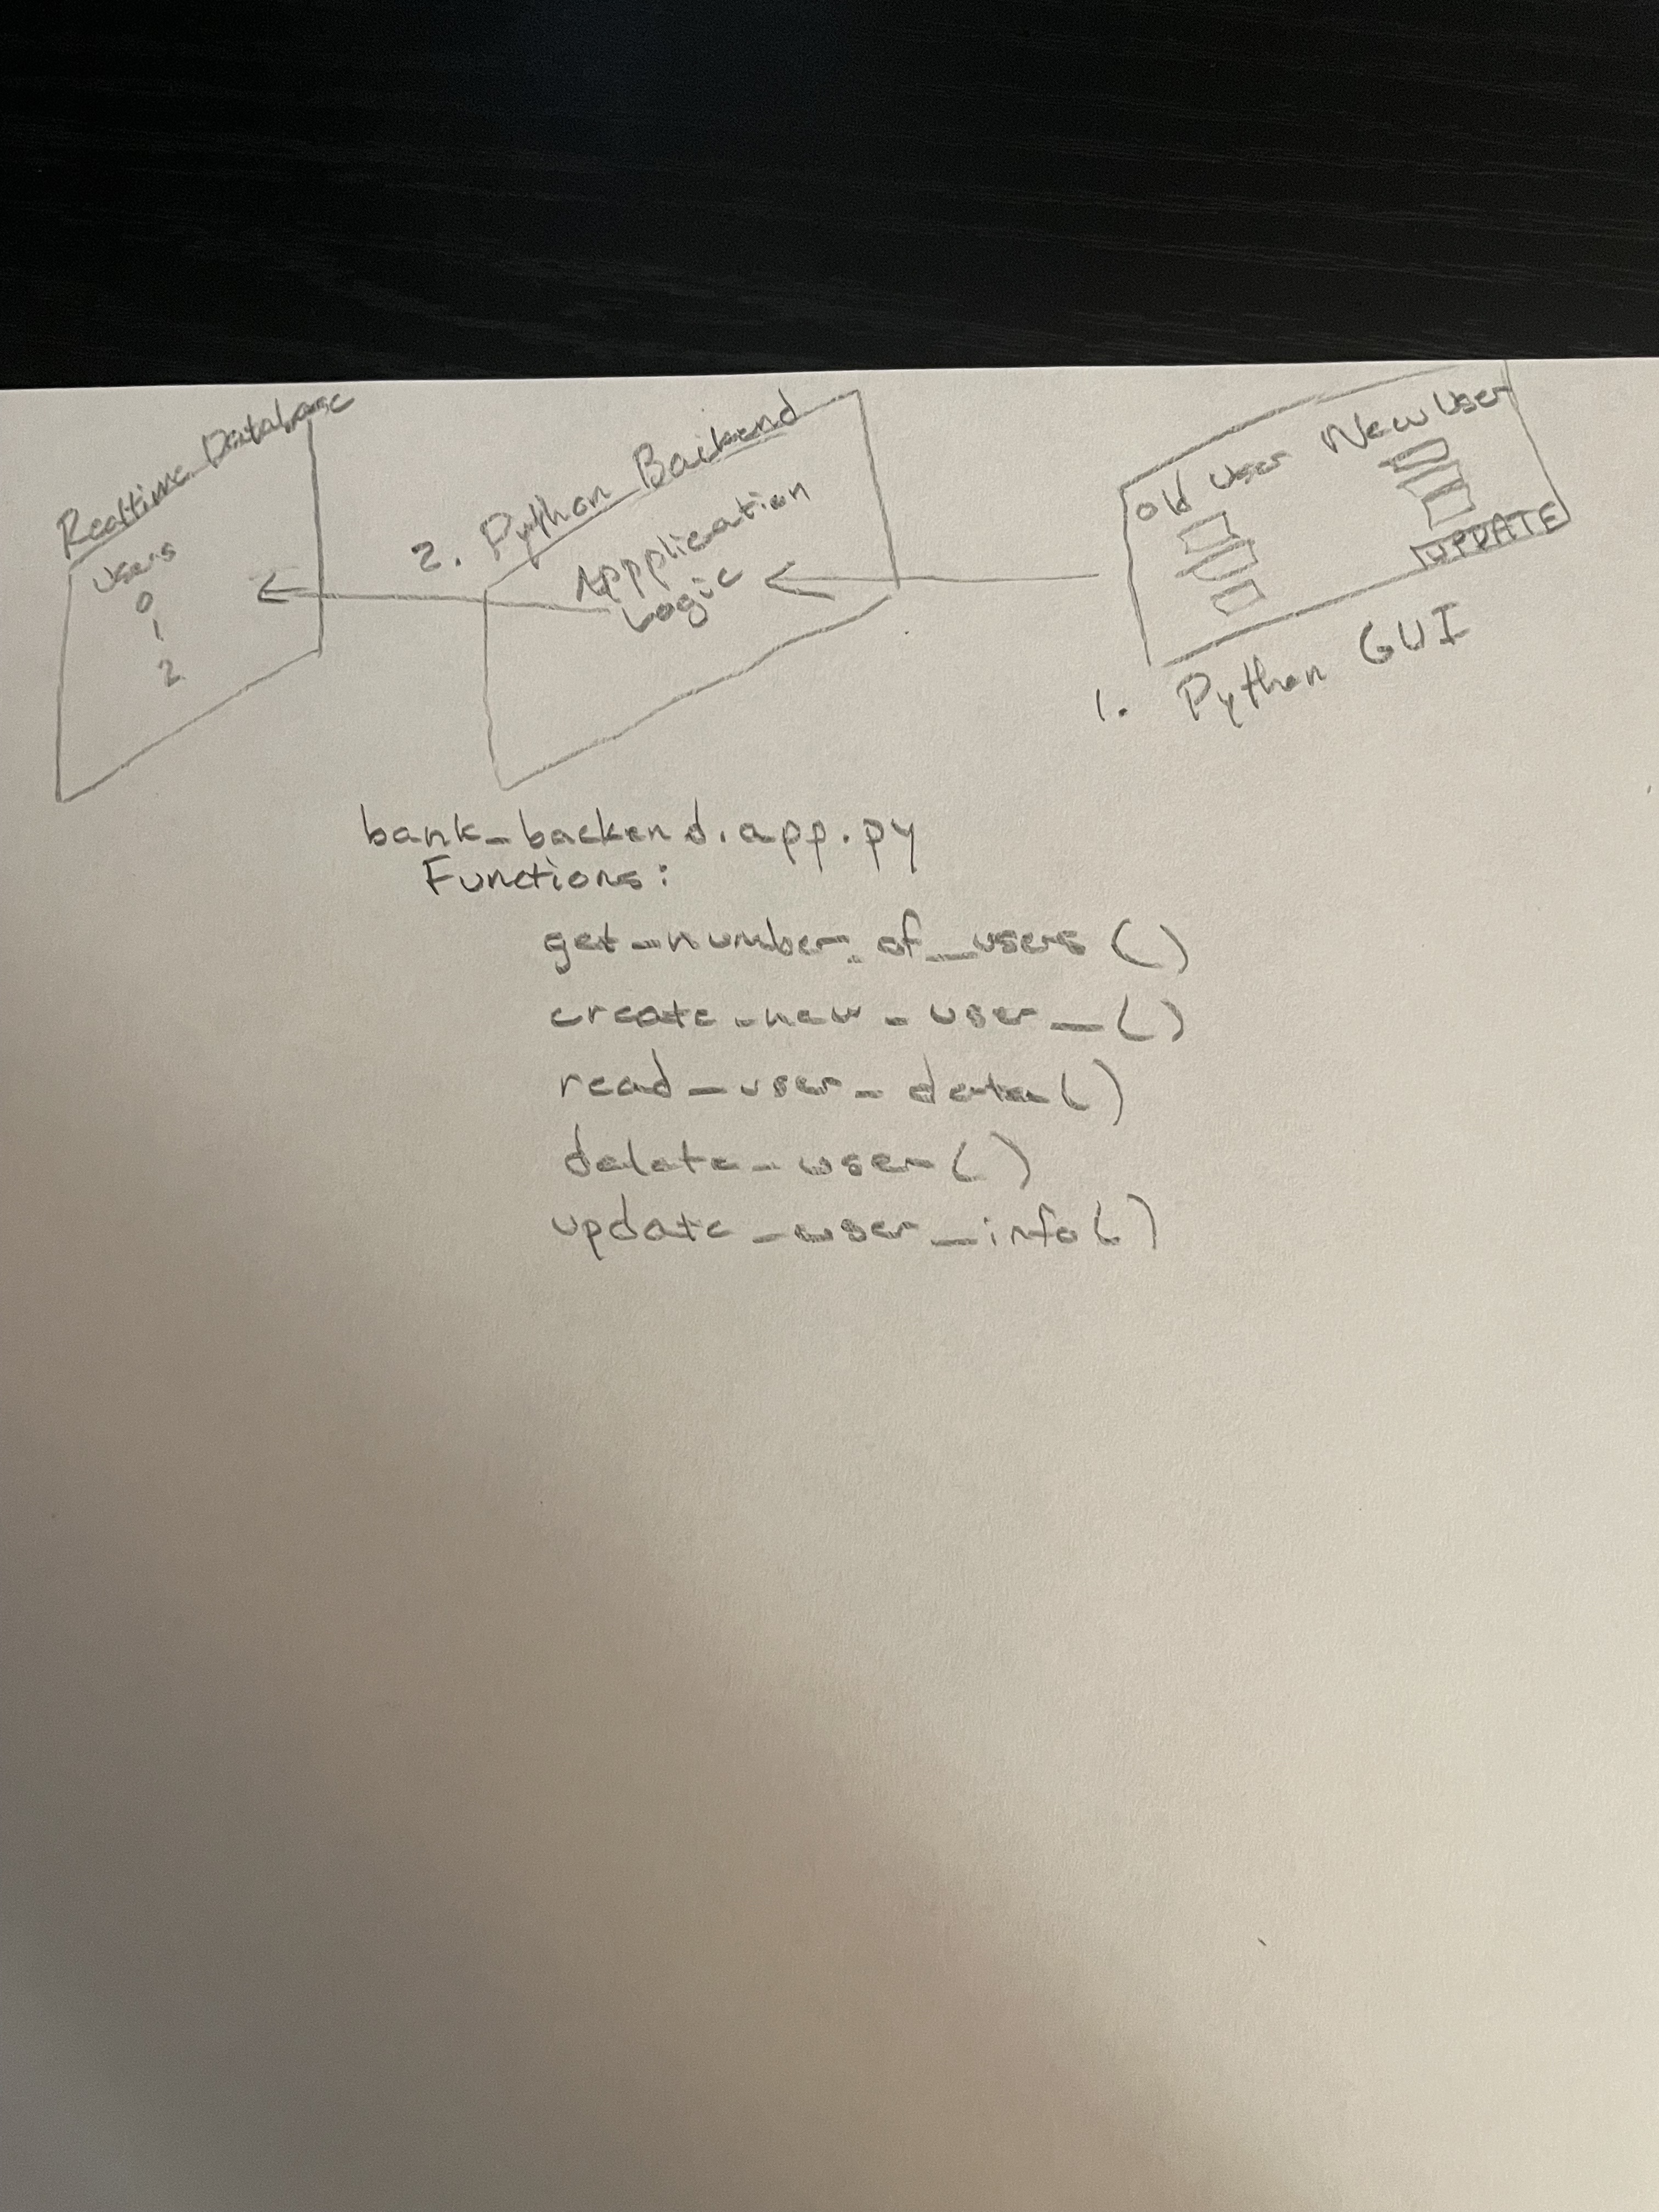 Realtime Database
Users
0
1
2
2. Python Backend
Appplication
Logic
Old User
New User
UPDATE
1. Python GUI
bank_backend.app.py
Functions:
get_number_of_users()
create_new_user_()
read_user_data()
delete_user()
update_user_info()